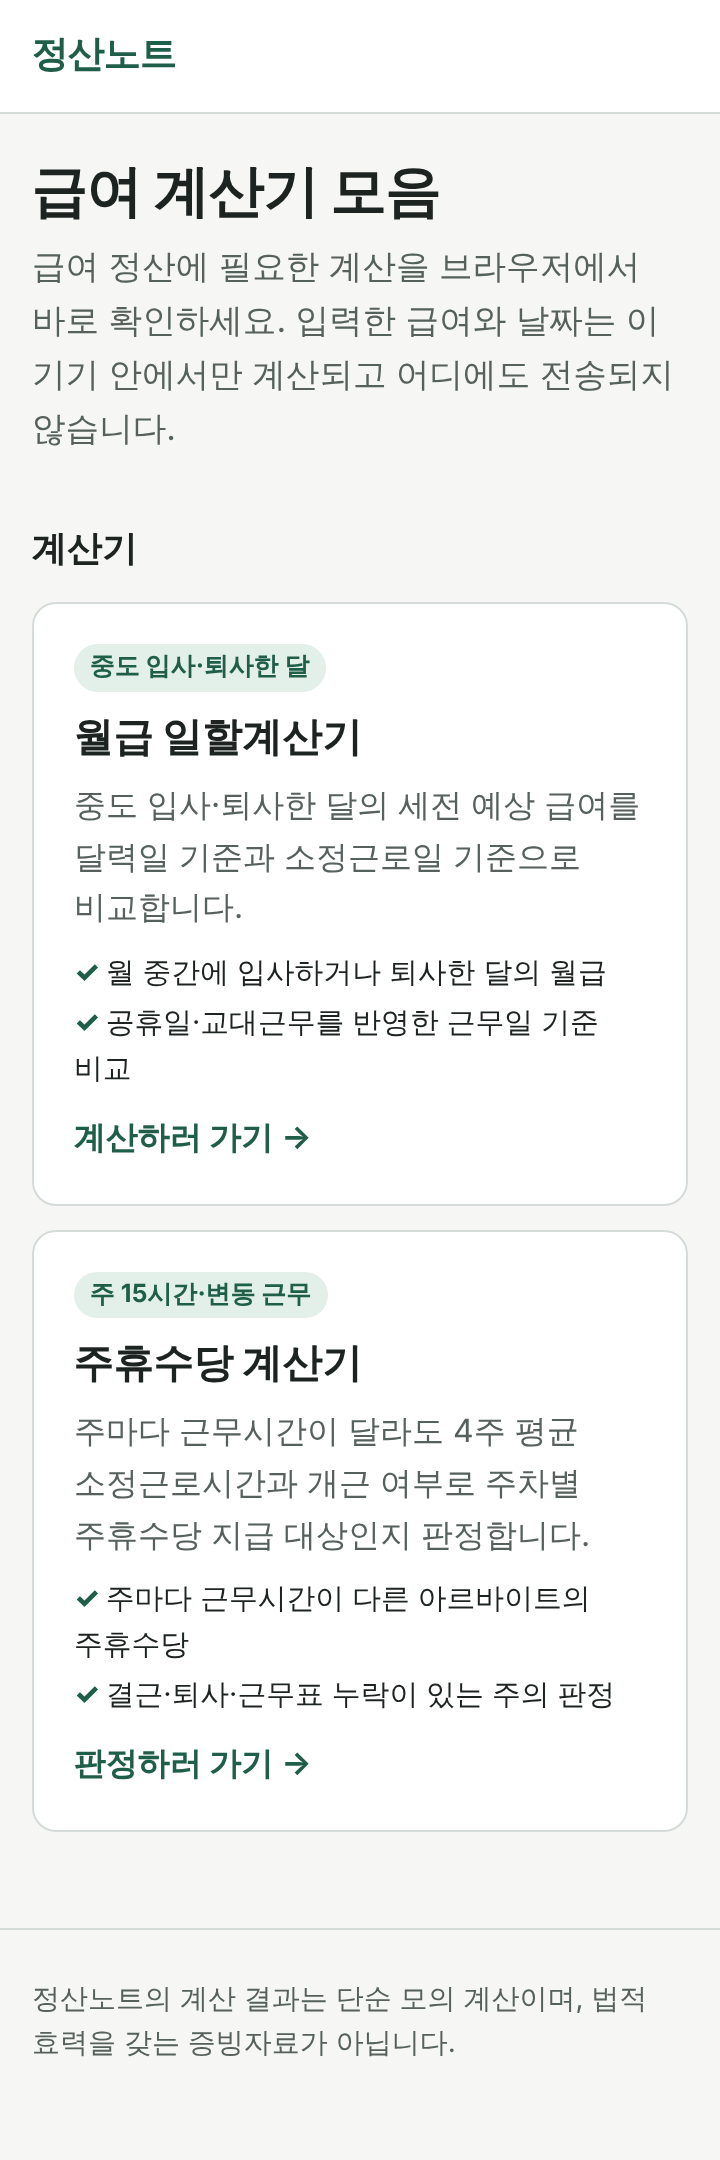 정산노트
급여 계산기 모음
급여 정산에 필요한 계산을 브라우저에서
바로 확인하세요. 입력한 급여와 날짜는 이
기기 안에서만 계산되고 어디에도 전송되지
않습니다.
계산기
중도 입사·퇴사한 달
월급 일할계산기
중도 입사·퇴사한 달의 세전 예상 급여를
달력일 기준과 소정근로일 기준으로
비교합니다.
✓ 월 중간에 입사하거나 퇴사한 달의 월급
✓ 공휴일·교대근무를 반영한 근무일 기준
비교
계산하러 가기 →
주 15시간·변동 근무
주휴수당 계산기
주마다 근무시간이 달라도 4주 평균
소정근로시간과 개근 여부로 주차별
주휴수당 지급 대상인지 판정합니다.
✓ 주마다 근무시간이 다른 아르바이트의
주휴수당
✓ 결근·퇴사·근무표 누락이 있는 주의 판정
판정하러 가기 →
정산노트의 계산 결과는 단순 모의 계산이며, 법적
효력을 갖는 증빙자료가 아닙니다.